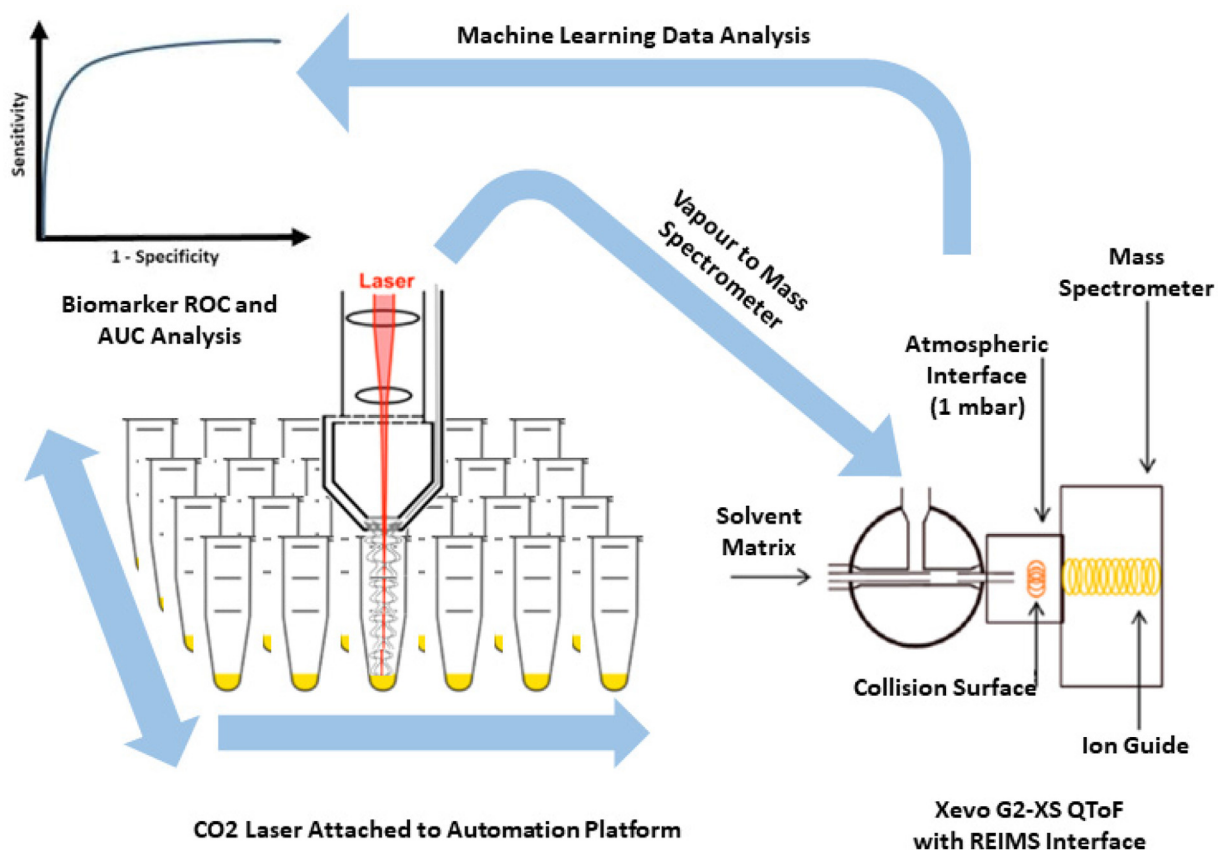 Machine Learning Data Analysis
Sensitivity
1 - Specificity
Biomarker ROC and
AUC Analysis
Laser
Vapour to Mass
Spectrometer
Mass
Spectrometer
Atmospheric
Interface
(1 mbar)
Solvent
Matrix
Collision Surface
Ion Guide
CO2 Laser Attached to Automation Platform
Xevo G2-XS QToF
with REIMS Interface